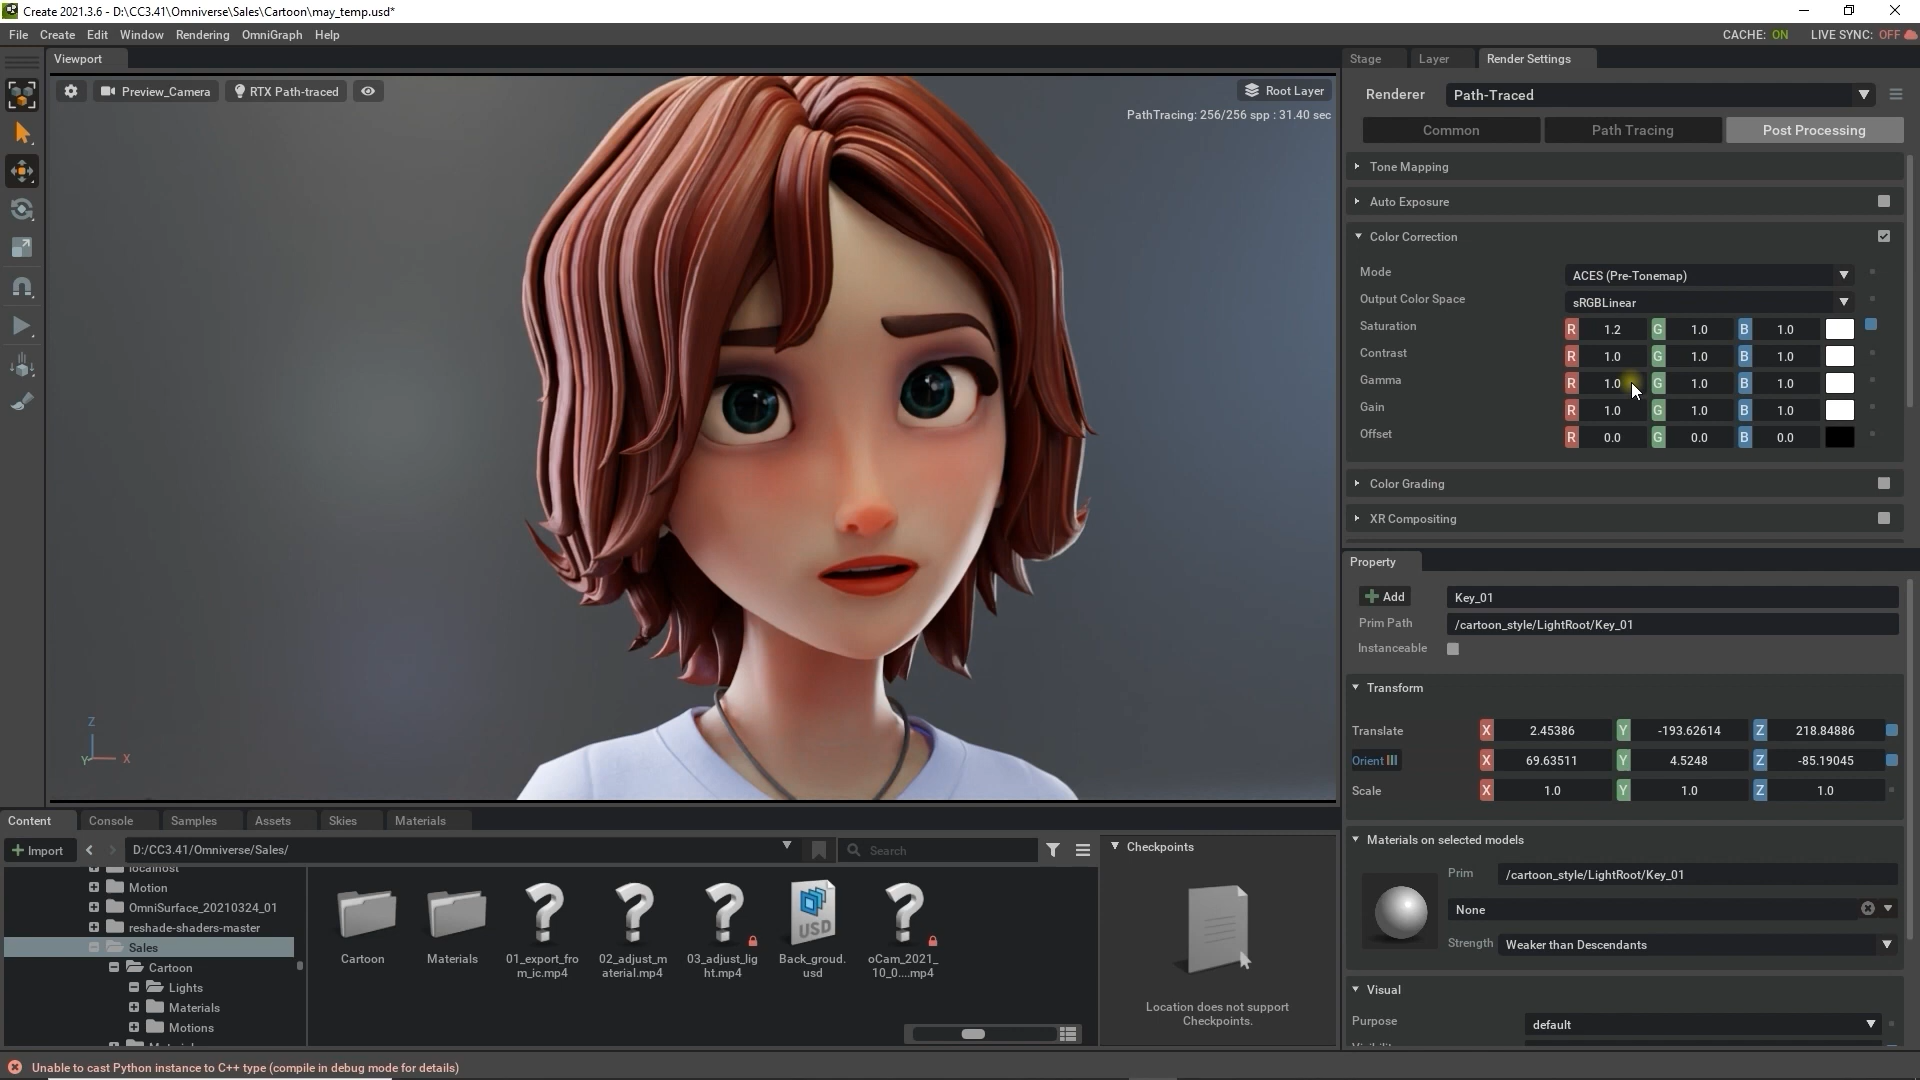 Create 2021.3.6 - D:\CC3.41\Omniverse\Sales\Cartoon\may_temp.usd*
File Create Edit Window Rendering OmniGraph Help
CACHE: ON LIVE SYNC: OFF
Viewport
Preview_Camera
RTX Path-traced
Root Layer
PathTracing: 256/256 spp : 31.40 sec
Z
Y
X
Stage Layer Render Settings
Renderer Path-Traced
Common Path Tracing Post Processing
Tone Mapping
Auto Exposure
Color Correction
Mode ACES (Pre-Tonemap)
Output Color Space sRGBLinear
Saturation R 1.2 G 1.0 B 1.0
Contrast R 1.0 G 1.0 B 1.0
Gamma R 1.0 G 1.0 B 1.0
Gain R 1.0 G 1.0 B 1.0
Offset R 0.0 G 0.0 B 0.0
Color Grading
XR Compositing
Property
Add Key_01
Prim Path /cartoon_style/LightRoot/Key_01
Instanceable
Transform
Translate X 2.45386 Y -193.62614 Z 218.84886
Orient X 69.63511 Y 4.5248 Z -85.19045
Scale X 1.0 Y 1.0 Z 1.0
Materials on selected models
Prim /cartoon_style/LightRoot/Key_01
None
Strength Weaker than Descendants
Visual
Purpose default
Content Console Samples Assets Skies Materials
Import D:/CC3.41/Omniverse/Sales/ Search
localhost
Motion
OmniSurface_20210324_01
reshade-shaders-master
Sales
Cartoon
Lights
Materials
Motions
Cartoon
Materials
01_export_fro
m_ic.mp4
02_adjust_m
aterial.mp4
03_adjust_lig
ht.mp4
USD
Back_groud.
usd
oCam_2021_
10_0....mp4
Checkpoints
Location does not support
Checkpoints.
Unable to cast Python instance to C++ type (compile in debug mode for details)